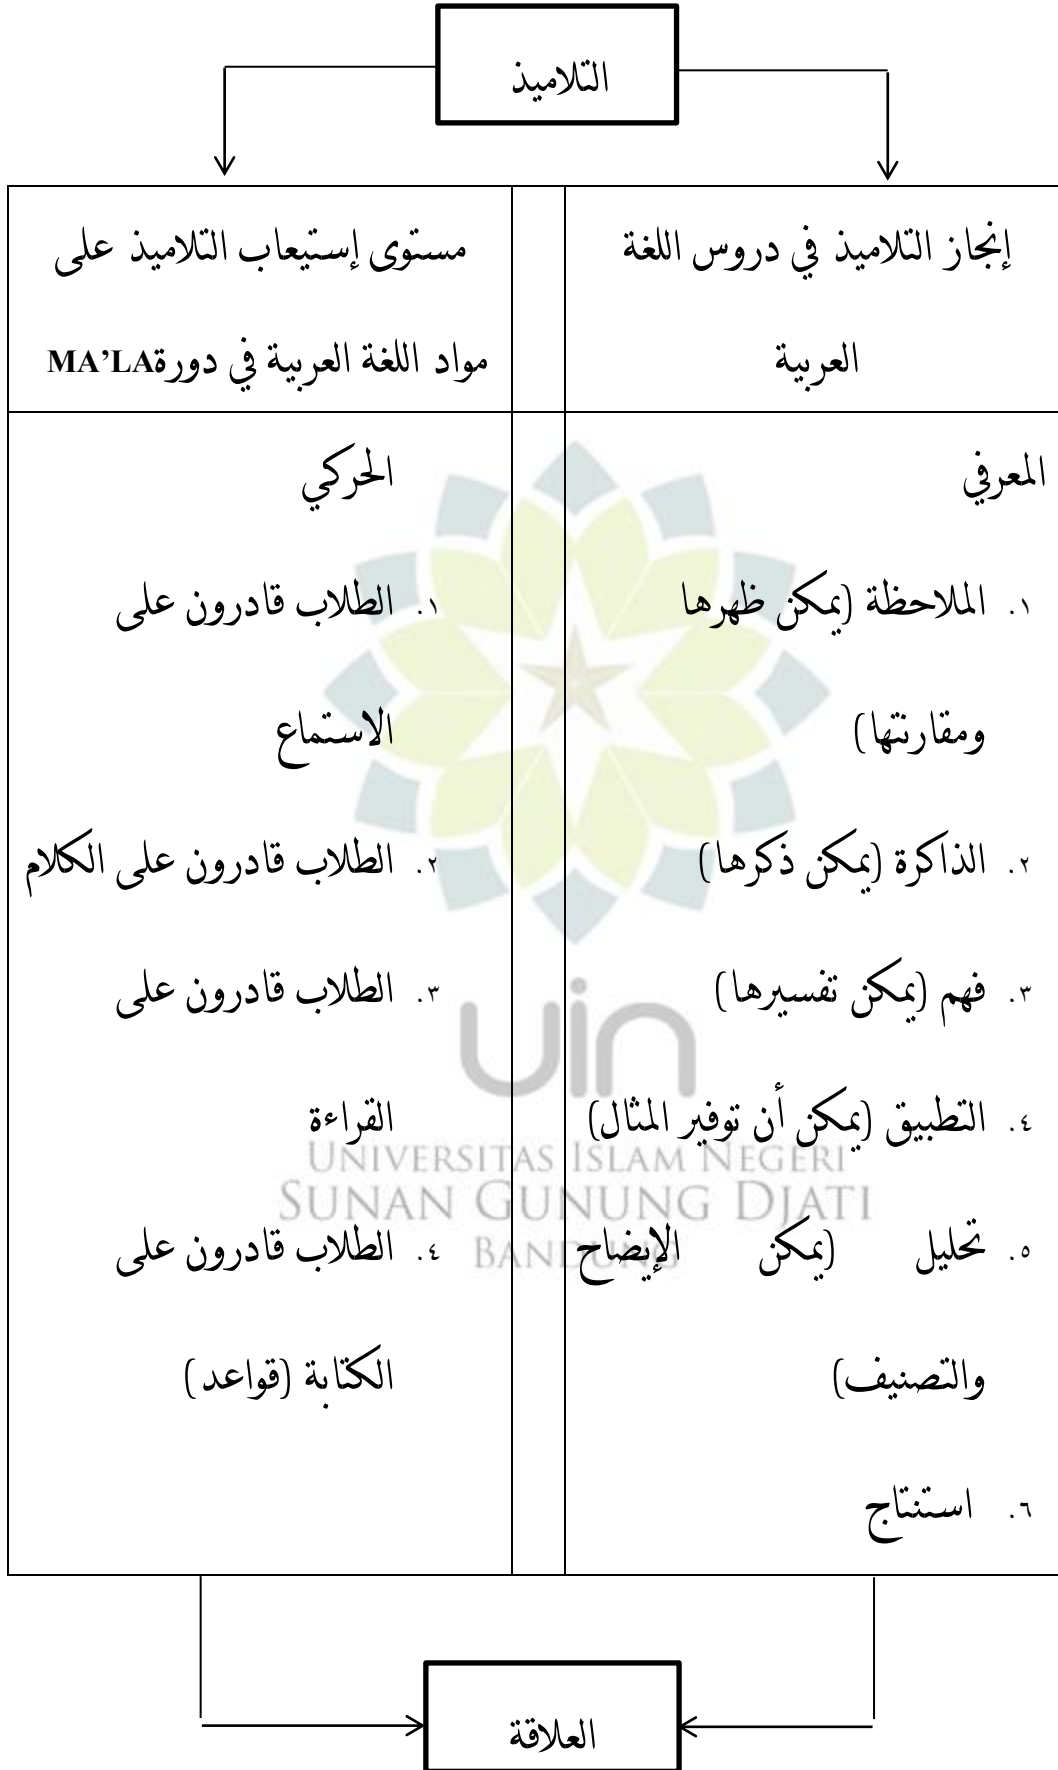 التلاميذ
إنجاز التلاميذ في دروس اللغة
العربية
مستوى إستيعاب التلاميذ على
مواد اللغة العربية في دورة MA’LA
المعرفي
١. الملاحظة (يمكن ظهرها
ومقارنتها)
٢. الذاكرة (يمكن ذكرها)
٣. فهم (يمكن تفسيرها)
٤. التطبيق (يمكن أن توفير المثال)
٥. تحليل (يمكن الإيضاح
والتصنيف)
٦. استنتاج
الحركي
١. الطلاب قادرون على
الاستماع
٢. الطلاب قادرون على الكلام
٣. الطلاب قادرون على
القراءة
٤. الطلاب قادرون على
الكتابة (قواعد)
uin
UNIVERSITAS ISLAM NEGERI
SUNAN GUNUNG DJATI
BANDUNG
العلاقة